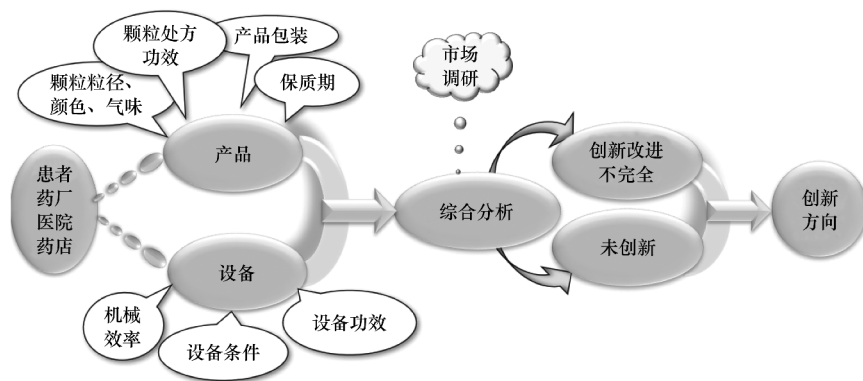 颗粒处方
功效
产品包装
颗粒粒径、
颜色、气味
保质期
市场
调研
产品
患者
药厂
医院
药店
综合分析
创新改进
不完全
未创新
创新
方向
设备
机械
效率
设备条件
设备功效